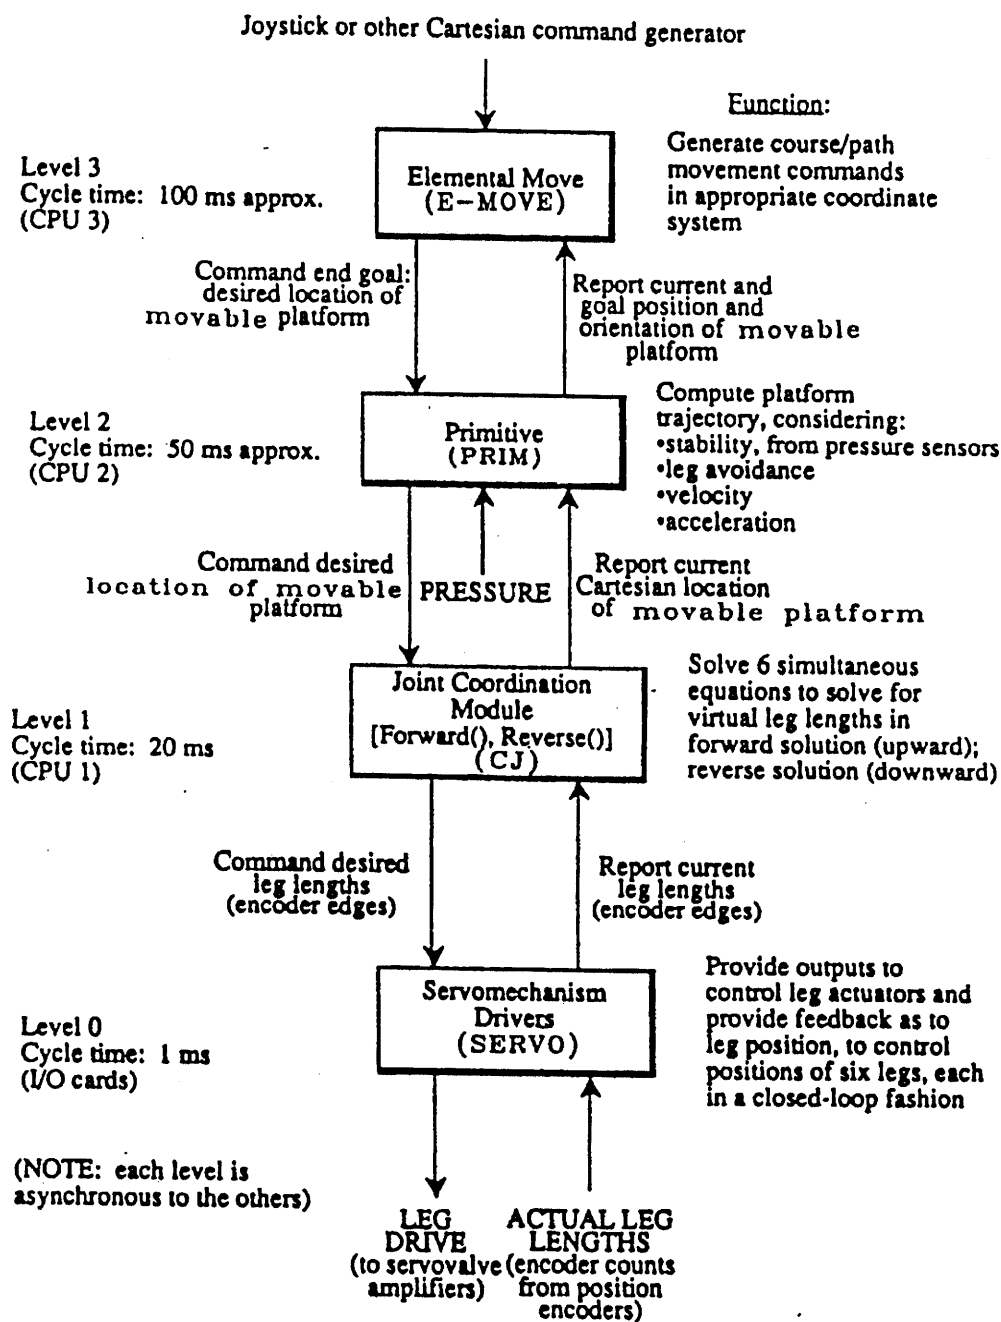 Joystick or other Cartesian command generator
Function:
Level 3
Cycle time: 100 ms approx.
(CPU 3)
Elemental Move
(E-MOVE)
Generate course/path
movement commands
in appropriate coordinate
system
Command end goal:
desired location of
movable platform
Report current and
goal position and
orientation of movable
platform
Level 2
Cycle time: 50 ms approx.
(CPU 2)
Primitive
(PRIM)
Compute platform
trajectory, considering:
•stability, from pressure sensors
•leg avoidance
•velocity
•acceleration
Command desired
location of movable
platform
PRESSURE
Report current
Cartesian location
of movable platform
Level 1
Cycle time: 20 ms
(CPU 1)
Joint Coordination
Module
[Forward(), Reverse()]
(CJ)
Solve 6 simultaneous
equations to solve for
virtual leg lengths in
forward solution (upward);
reverse solution (downward)
Command desired
leg lengths
(encoder edges)
Report current
leg lengths
(encoder edges)
Level 0
Cycle time: 1 ms
(I/O cards)
Servomechanism
Drivers
(SERVO)
Provide outputs to
control leg actuators and
provide feedback as to
leg position, to control
positions of six legs, each
in a closed-loop fashion
(NOTE: each level is
asynchronous to the others)
LEG
DRIVE
(to servovalve
amplifiers)
ACTUAL LEG
LENGTHS
(encoder counts
from position
encoders)